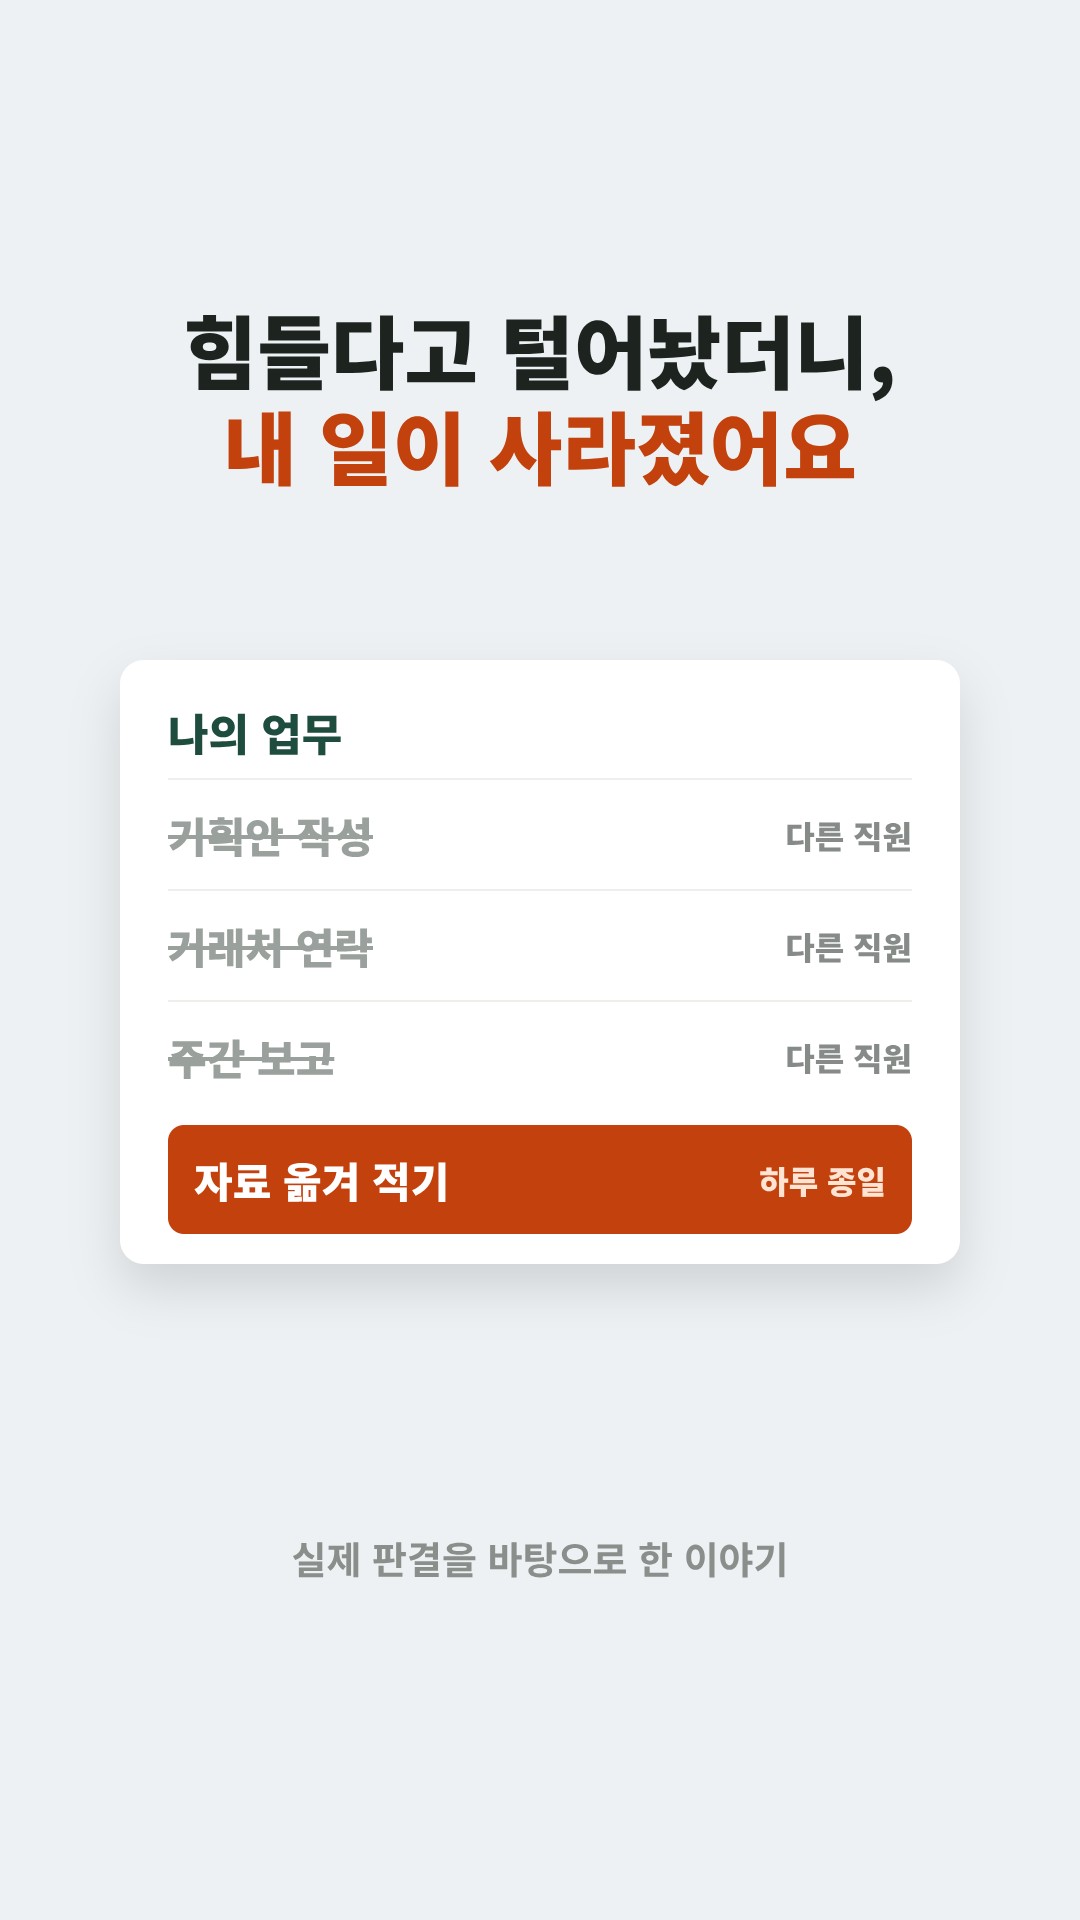 힘들다고 털어놨더니,
내 일이 사라졌어요
나의 업무
기획안 작성 다른 직원
거래처 연락 다른 직원
주간 보고 다른 직원
자료 옮겨 적기 하루 종일
실제 판결을 바탕으로 한 이야기